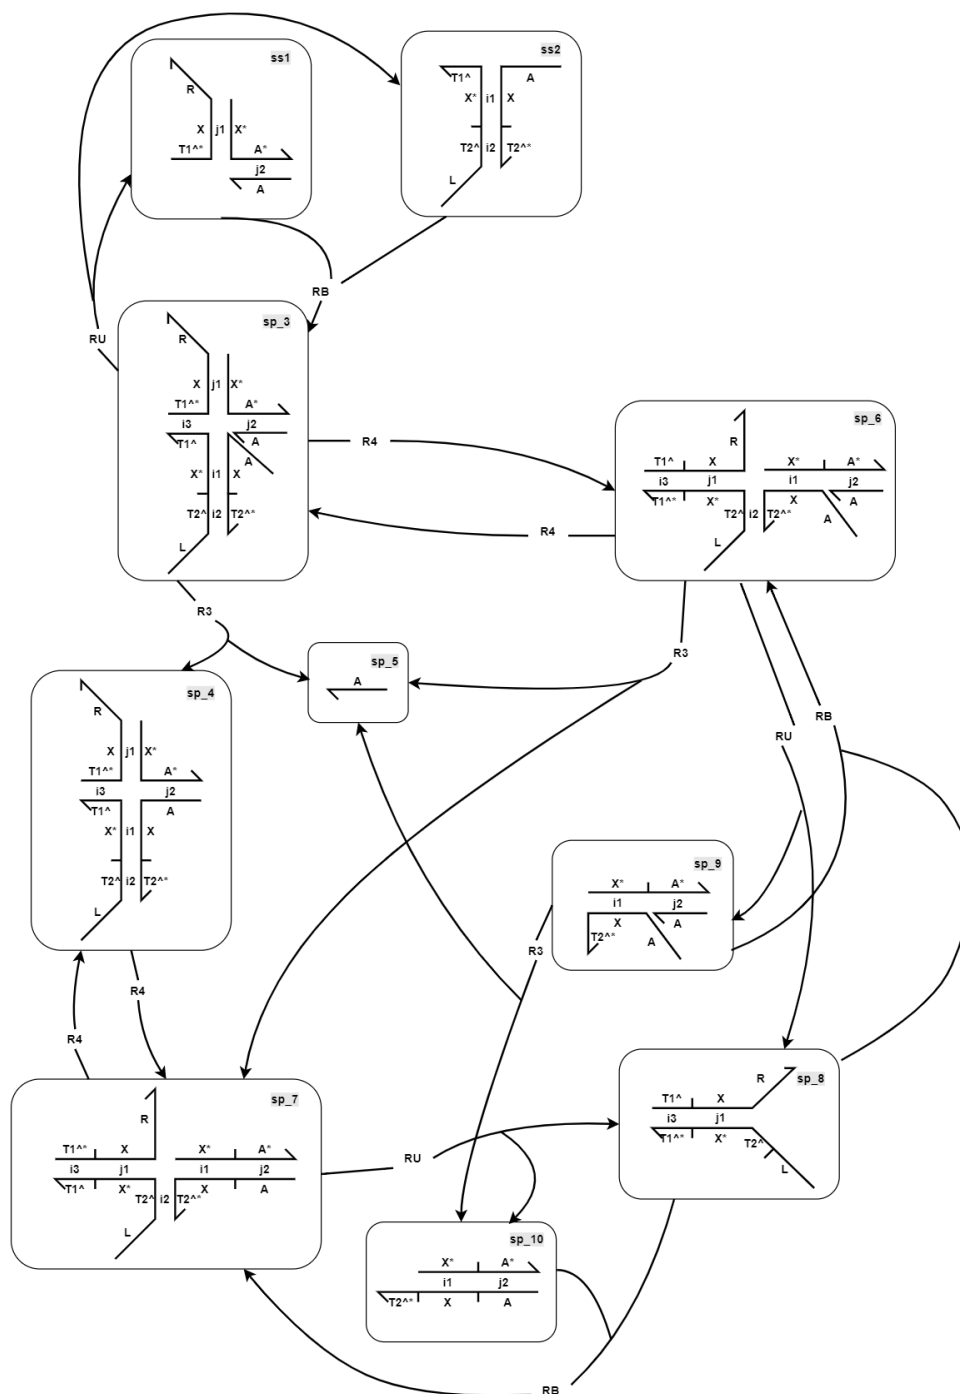 ss1
R
X j1 X*
T1^* A*
j2
A
ss2
T1^ A
X* i1 X
T2^ i2 T2^*
L
RB
RU
sp_3
R
X j1 X*
T1^* A*
i3 j2
T1^ A
A
X* i1 X
T2^ i2 T2^*
L
R4
R4
sp_6
R
T1^ X X* A*
i3 j1 i1 j2
T1^* X* X A
T2^ i2 T2^* A
L
R3
sp_5
A
R3
RU
RB
sp_4
R
X j1 X*
T1^* A*
i3 j2
T1^ A
X* i1 X
T2^ i2 T2^*
L
sp_9
X* A*
i1 j2
X A
T2^* A
R3
R4
R4
sp_7
R
T1^* X X* A*
i3 j1 i1 j2
T1^ X* X A
T2^ i2 T2^*
L
RU
sp_8
R
T1^ X
i3 j1
T1^* X* T2^
L
sp_10
X* A*
i1 j2
T2^* X A
RB